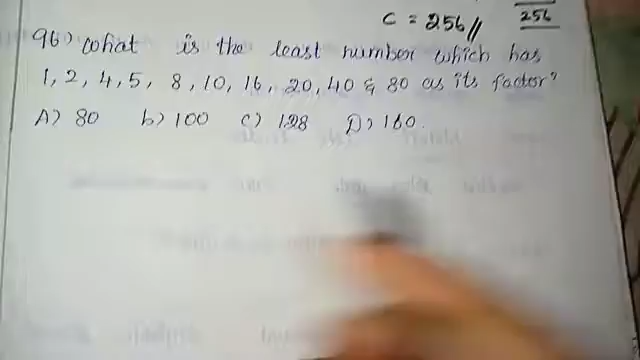 256
C = 256 //
96) What is the least number which has
1, 2, 4, 5, 8, 10, 16, 20, 40 & 80 as its factor?
A) 80 b) 100 c) 128 D) 160.